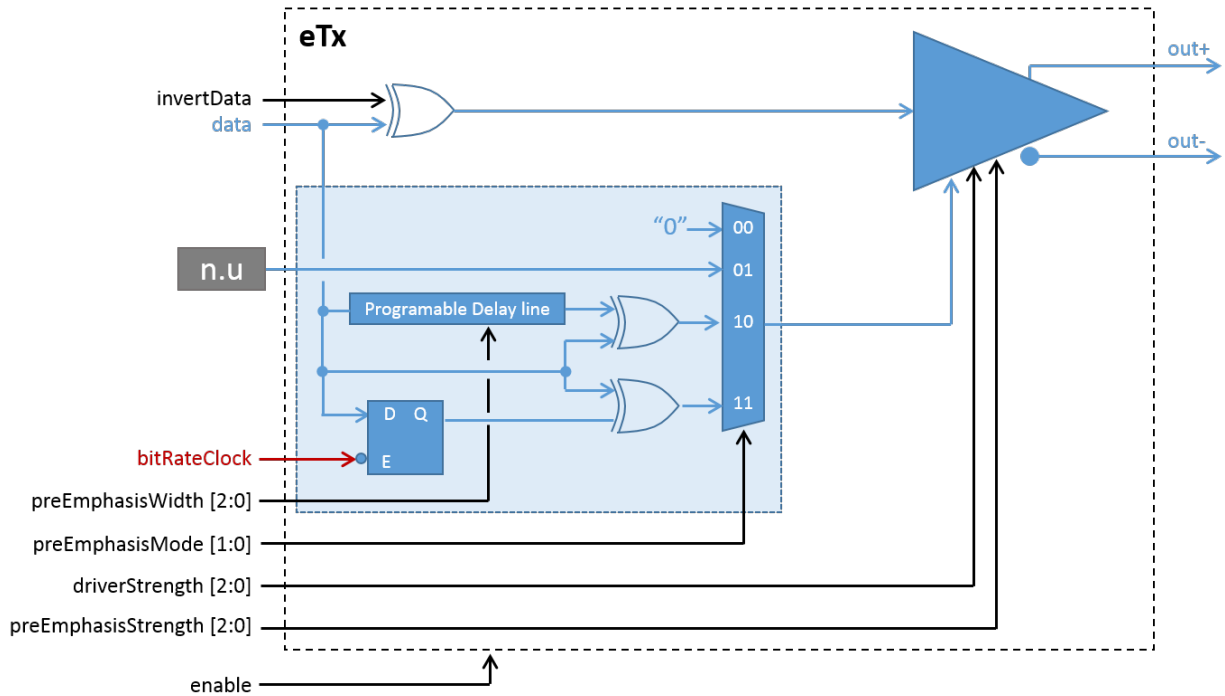 eTx
out+
invertData
data
out-
“0”
00
n.u
01
Programable Delay line
10
11
D Q
bitRateClock
E
preEmphasisWidth [2:0]
preEmphasisMode [1:0]
driverStrength [2:0]
preEmphasisStrength [2:0]
enable